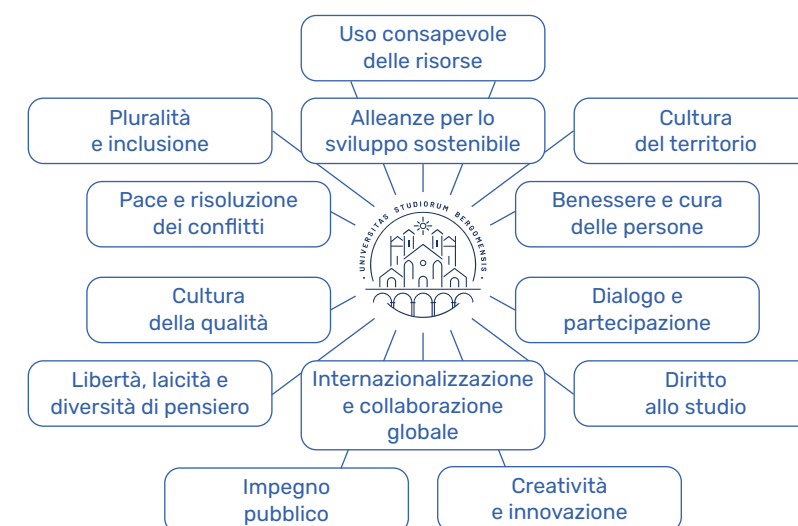 Uso consapevole
delle risorse
Pluralità
e inclusione
Alleanze per lo
sviluppo sostenibile
Cultura
del territorio
Pace e risoluzione
dei conflitti
Benessere e cura
delle persone
UNIVERSITAS STUDIORUM BERGOMENSIS
Cultura
della qualità
Dialogo e
partecipazione
Libertà, laicità e
diversità di pensiero
Internazionalizzazione
e collaborazione
globale
Diritto
allo studio
Impegno
pubblico
Creatività
e innovazione